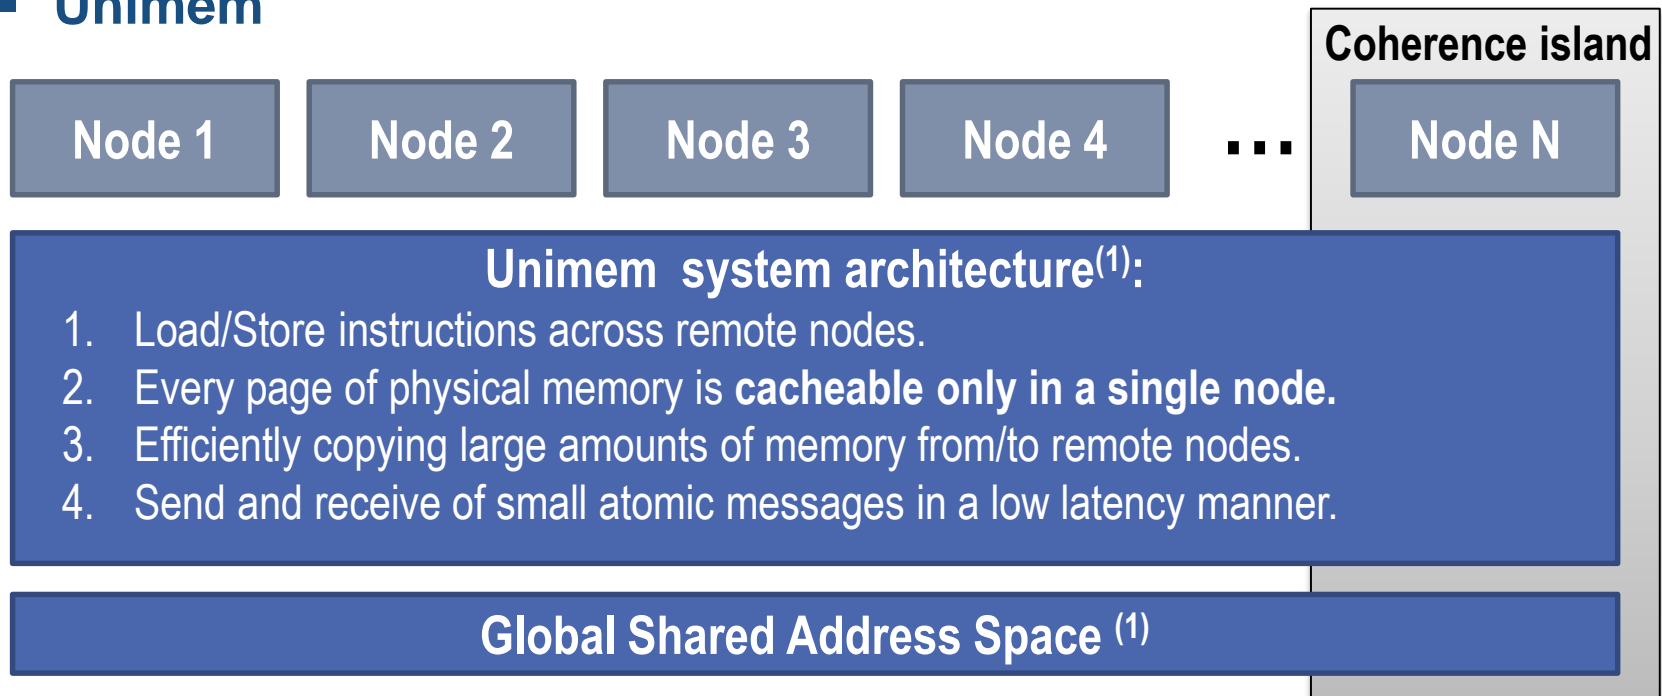 Unimem
Coherence island
Node 1 Node 2 Node 3 Node 4 ... Node N
Unimem system architecture(1):
1. Load/Store instructions across remote nodes.
2. Every page of physical memory is cacheable only in a single node.
3. Efficiently copying large amounts of memory from/to remote nodes.
4. Send and receive of small atomic messages in a low latency manner.
Global Shared Address Space (1)